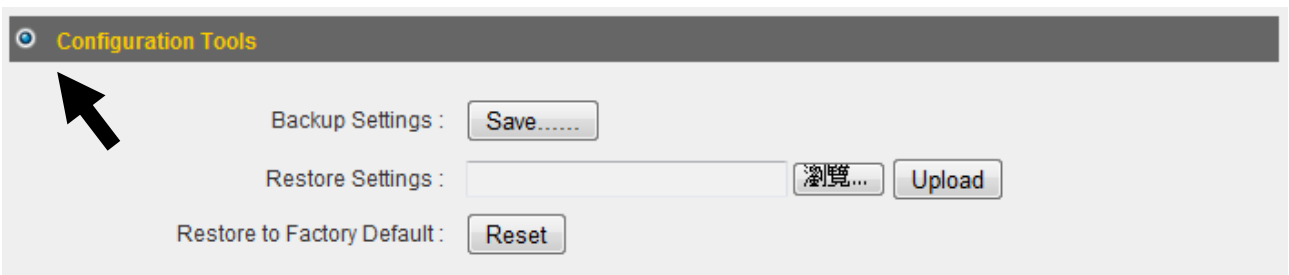 Configuration Tools
Backup Settings : Save......
Restore Settings : 瀏覽... Upload
Restore to Factory Default : Reset